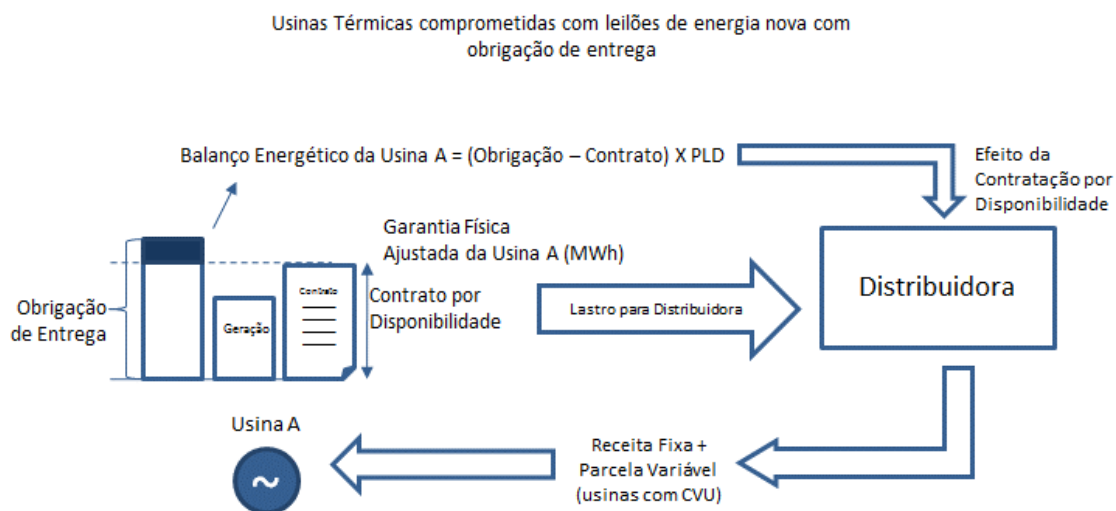 Usinas Térmicas comprometidas com leilões de energia nova com
obrigação de entrega
Balanço Energético da Usina A = (Obrigação – Contrato) X PLD
Efeito da
Contratação por
Disponibilidade
Garantia Física
Ajustada da Usina A (MWh)
Obrigação
de Entrega
Geração
Contrato
Contrato por
Disponibilidade
Lastro para Distribuidora
Distribuidora
Usina A
~
Receita Fixa +
Parcela Variável
(usinas com CVU)